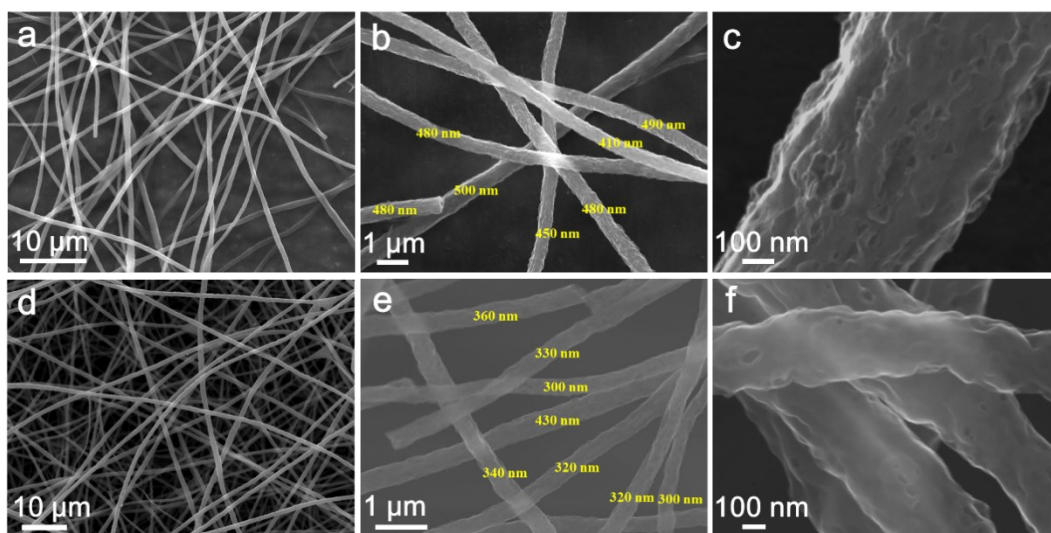 a
10 μm
b
490 nm
480 nm
410 nm
500 nm
480 nm
480 nm
450 nm
1 μm
c
100 nm
d
10 μm
e
360 nm
330 nm
300 nm
430 nm
320 nm
340 nm
320 nm
300 nm
1 μm
f
100 nm